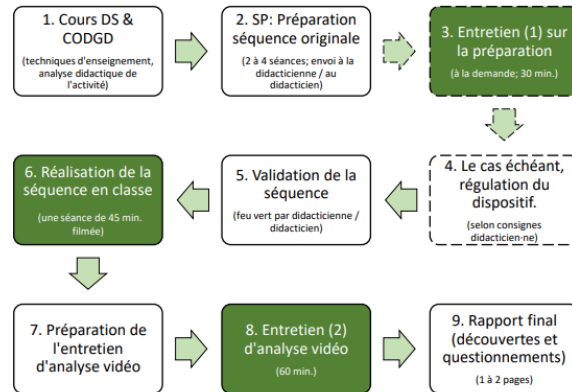 1. Cours DS &
CODGD
(techniques d'enseignement,
analyse didactique de
l'activité)
2. SP: Préparation
séquence originale
(2 à 4 séances; envoi à la
didacticienne / au
didacticien)
3. Entretien (1) sur
la préparation
(à la demande; 30 min.)
6. Réalisation de la
séquence en classe
(une séance de 45 min.
filmée)
5. Validation de la
séquence
(feu vert par didacticienne /
didacticien)
4. Le cas échéant,
régulation du
dispositif.
(selon consignes
didacticien·ne)
7. Préparation de
l'entretien
d'analyse vidéo
8. Entretien (2)
d'analyse vidéo
(60 min.)
9. Rapport final
(découvertes et
questionnements)
(1 à 2 pages)